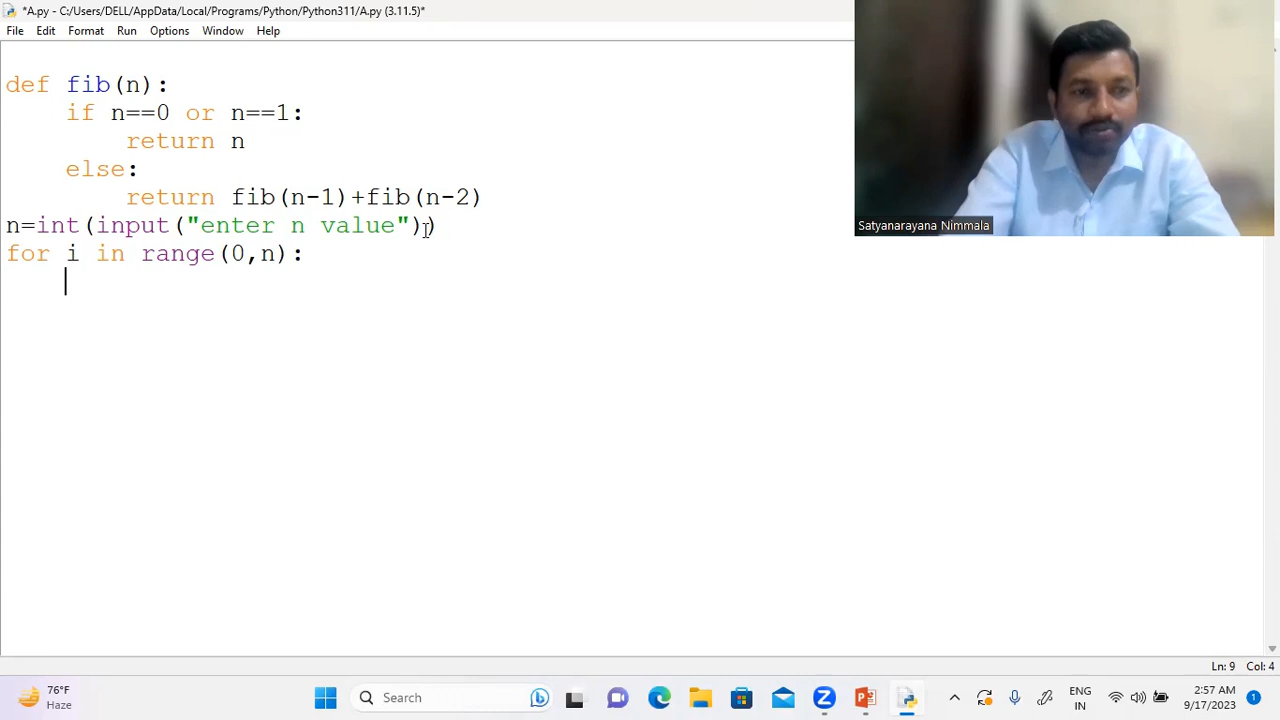 *A.py - C:/Users/DELL/AppData/Local/Programs/Python/Python311/A.py (3.11.5)*
File Edit Format Run Options Window Help
def fib(n):
    if n==0 or n==1:
        return n
    else:
        return fib(n-1)+fib(n-2)
n=int(input("enter n value"))
for i in range(0,n):
Satyanarayana Nimmala
Ln: 9 Col: 4
76°F
Haze
Search
ENG
IN
2:57 AM
9/17/2023
1